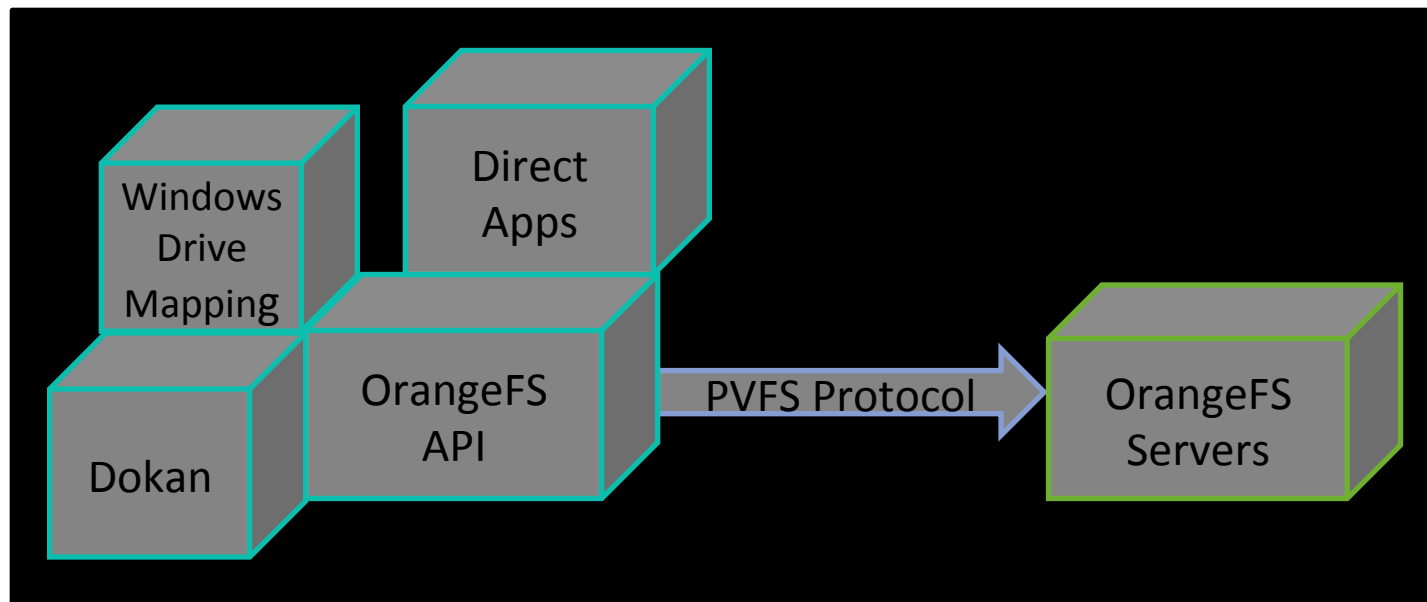 Windows
Drive
Mapping
Direct
Apps
Dokan
OrangeFS
API
PVFS Protocol
OrangeFS
Servers